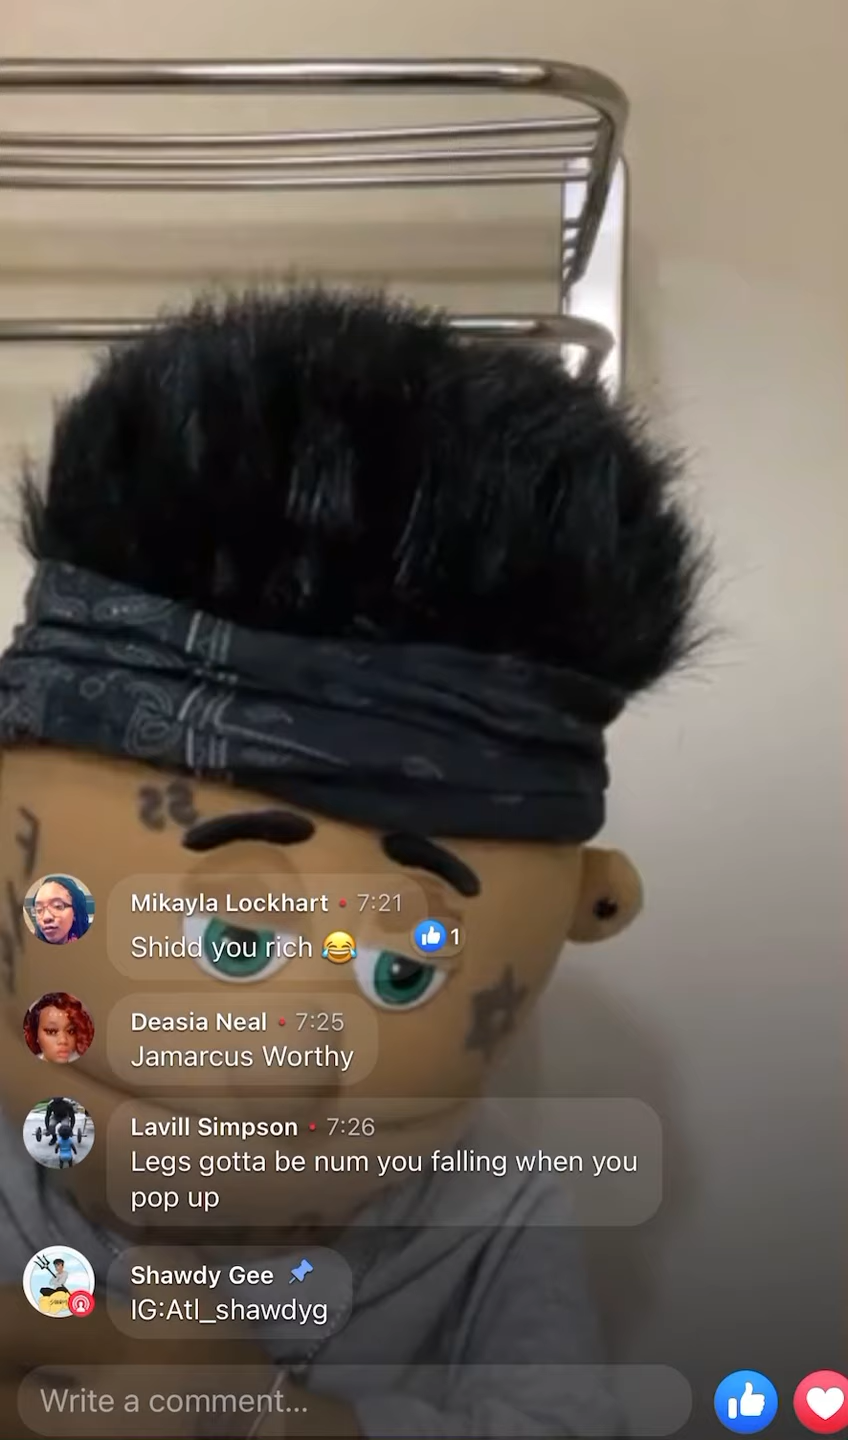 Mikayla Lockhart • 7:21
Shidd you rich 😂
1
Deasia Neal • 7:25
Jamarcus Worthy
Lavill Simpson • 7:26
Legs gotta be num you falling when you
pop up
Shawdy Gee 📌
IG:Atl_shawdyg
Write a comment...